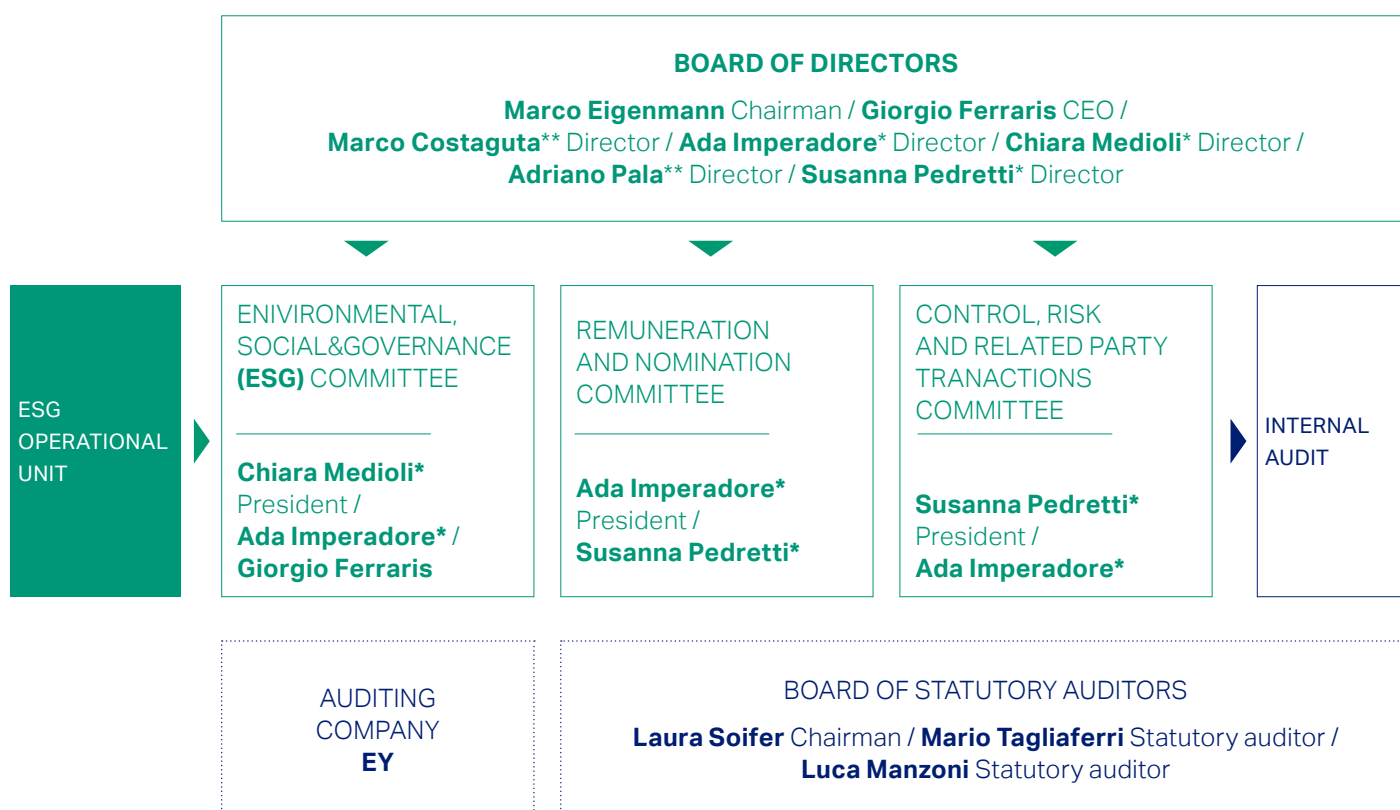 BOARD OF DIRECTORS
Marco Eigenmann Chairman / Giorgio Ferraris CEO /
Marco Costaguta** Director / Ada Imperadore* Director / Chiara Medioli* Director /
Adriano Pala** Director / Susanna Pedretti* Director
ESG
OPERATIONAL
UNIT
ENIVIRONMENTAL,
SOCIAL&GOVERNANCE
(ESG) COMMITTEE
Chiara Medioli*
President /
Ada Imperadore* /
Giorgio Ferraris
REMUNERATION
AND NOMINATION
COMMITTEE
Ada Imperadore*
President /
Susanna Pedretti*
CONTROL, RISK
AND RELATED PARTY
TRANACTIONS
COMMITTEE
Susanna Pedretti*
President /
Ada Imperadore*
INTERNAL
AUDIT
AUDITING
COMPANY
EY
BOARD OF STATUTORY AUDITORS
Laura Soifer Chairman / Mario Tagliaferri Statutory auditor /
Luca Manzoni Statutory auditor